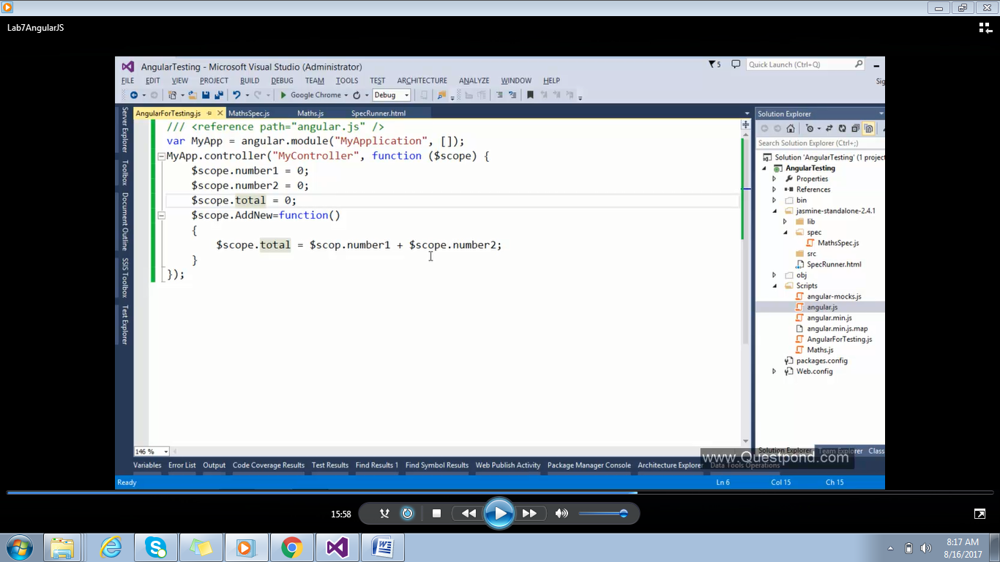 Lab7AngularJS
AngularTesting - Microsoft Visual Studio (Administrator)
5
Quick Launch (Ctrl+Q)
FILE EDIT VIEW PROJECT BUILD DEBUG TEAM TOOLS TEST ARCHITECTURE ANALYZE WINDOW HELP
Sig
Google Chrome
Debug
AngularForTesting.js
MathsSpec.js
Maths.js
SpecRunner.html
Server Explorer
Toolbox
Document Outline
SSIS Toolbox
Test Explorer
/// <reference path="angular.js" />
var MyApp = angular.module("MyApplication", []);
MyApp.controller("MyController", function ($scope) {
$scope.number1 = 0;
$scope.number2 = 0;
$scope.total = 0;
$scope.AddNew=function()
{
$scope.total = $scop.number1 + $scope.number2;
}
});
Solution Explorer
Search Solution Explorer (Ctrl+;)
Solution 'AngularTesting' (1 project
AngularTesting
Properties
References
bin
jasmine-standalone-2.4.1
lib
spec
MathsSpec.js
src
SpecRunner.html
obj
Scripts
angular-mocks.js
angular.js
angular.min.js
angular.min.js.map
AngularForTesting.js
Maths.js
packages.config
Web.config
146 %
Solution Explorer Team Explorer Class
www.Questpond.com
Variables Error List Output Code Coverage Results Test Results Find Results 1 Find Symbol Results Web Publish Activity Package Manager Console Architecture Explorer Data Tools Operations
Ready
Ln 6
Col 15
Ch 15
15:58
8:17 AM
8/16/2017